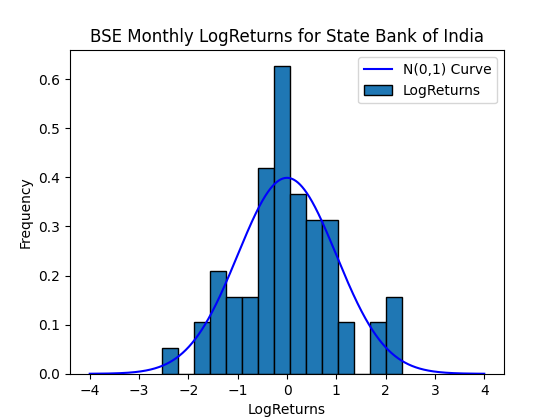 BSE Monthly LogReturns for State Bank of India
N(0,1) Curve
LogReturns
0.6
0.5
0.4
0.3
0.2
0.1
0.0
Frequency
−4 −3 −2 −1 0 1 2 3 4
LogReturns